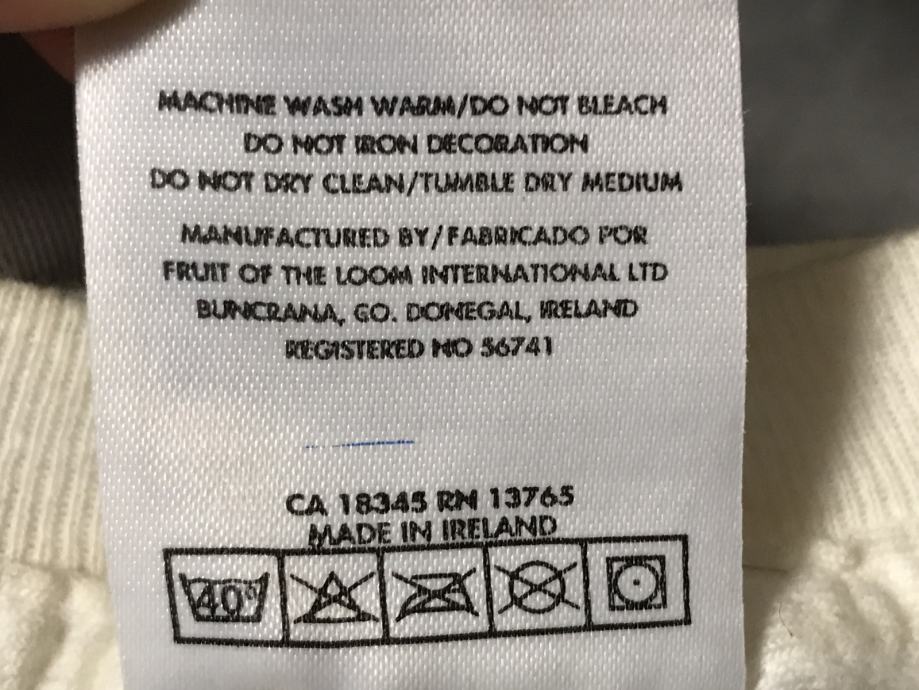 MACHINE WASH WARM/DO NOT BLEACH
DO NOT IRON DECORATION
DO NOT DRY CLEAN/TUMBLE DRY MEDIUM
MANUFACTURED BY/FABRICADO POR
FRUIT OF THE LOOM INTERNATIONAL LTD
BUNCRANA, CO. DONEGAL, IRELAND
REGISTERED NO 56741
CA 18345 RN 13765
MADE IN IRELAND
40°